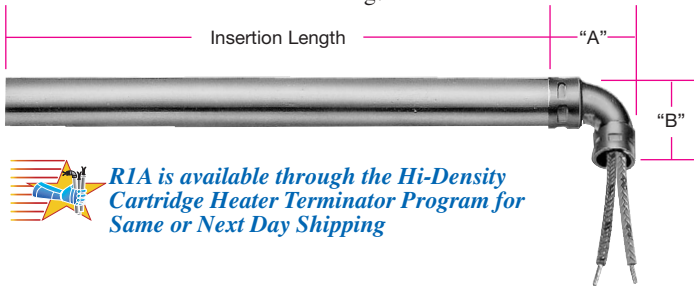 Insertion Length
“A”
“B”
R1A is available through the Hi-Density
Cartridge Heater Terminator Program for
Same or Next Day Shipping